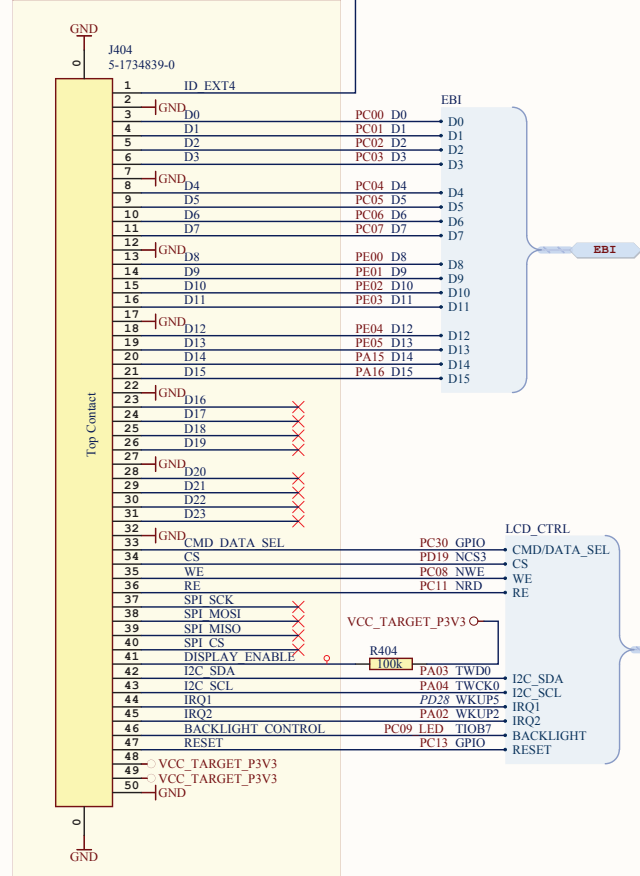 GND
0
J404
5-1734839-0
1 ID_EXT4
EBI
2 GND
3 D0 PC00 D0 D0
4 D1 PC01 D1 D1
5 D2 PC02 D2 D2
6 D3 PC03 D3 D3
7 GND
8 D4 PC04 D4 D4
9 D5 PC05 D5 D5
10 D6 PC06 D6 D6
11 D7 PC07 D7 D7
12 GND
EBI
13 D8 PE00 D8 D8
14 D9 PE01 D9 D9
15 D10 PE02 D10 D10
16 D11 PE03 D11 D11
17 GND
18 D12 PE04 D12 D12
19 D13 PE05 D13 D13
20 D14 PA15 D14 D14
21 D15 PA16 D15 D15
22 GND
Top Contact
23 D16
24 D17
25 D18
26 D19
27 GND
28 D20
29 D21
30 D22
31 D23
32 GND
LCD_CTRL
33 CMD_DATA_SEL PC30 GPIO CMD/DATA_SEL
34 CS PD19 NCS3 CS
35 WE PC08 NWE WE
36 RE PC11 NRD RE
37 SPI_SCK
38 SPI_MOSI
VCC_TARGET_P3V3
39 SPI_MISO
40 SPI_CS
R404
41 DISPLAY_ENABLE 100k
42 I2C_SDA PA03 TWD0 I2C_SDA
43 I2C_SCL PA04 TWCK0 I2C_SCL
44 IRQ1 PD28 WKUP5 IRQ1
45 IRQ2 PA02 WKUP2 IRQ2
46 BACKLIGHT_CONTROL PC09_LED TIOB7 BACKLIGHT
47 RESET PC13 GPIO RESET
48 VCC_TARGET_P3V3
49 VCC_TARGET_P3V3
50 GND
0
GND